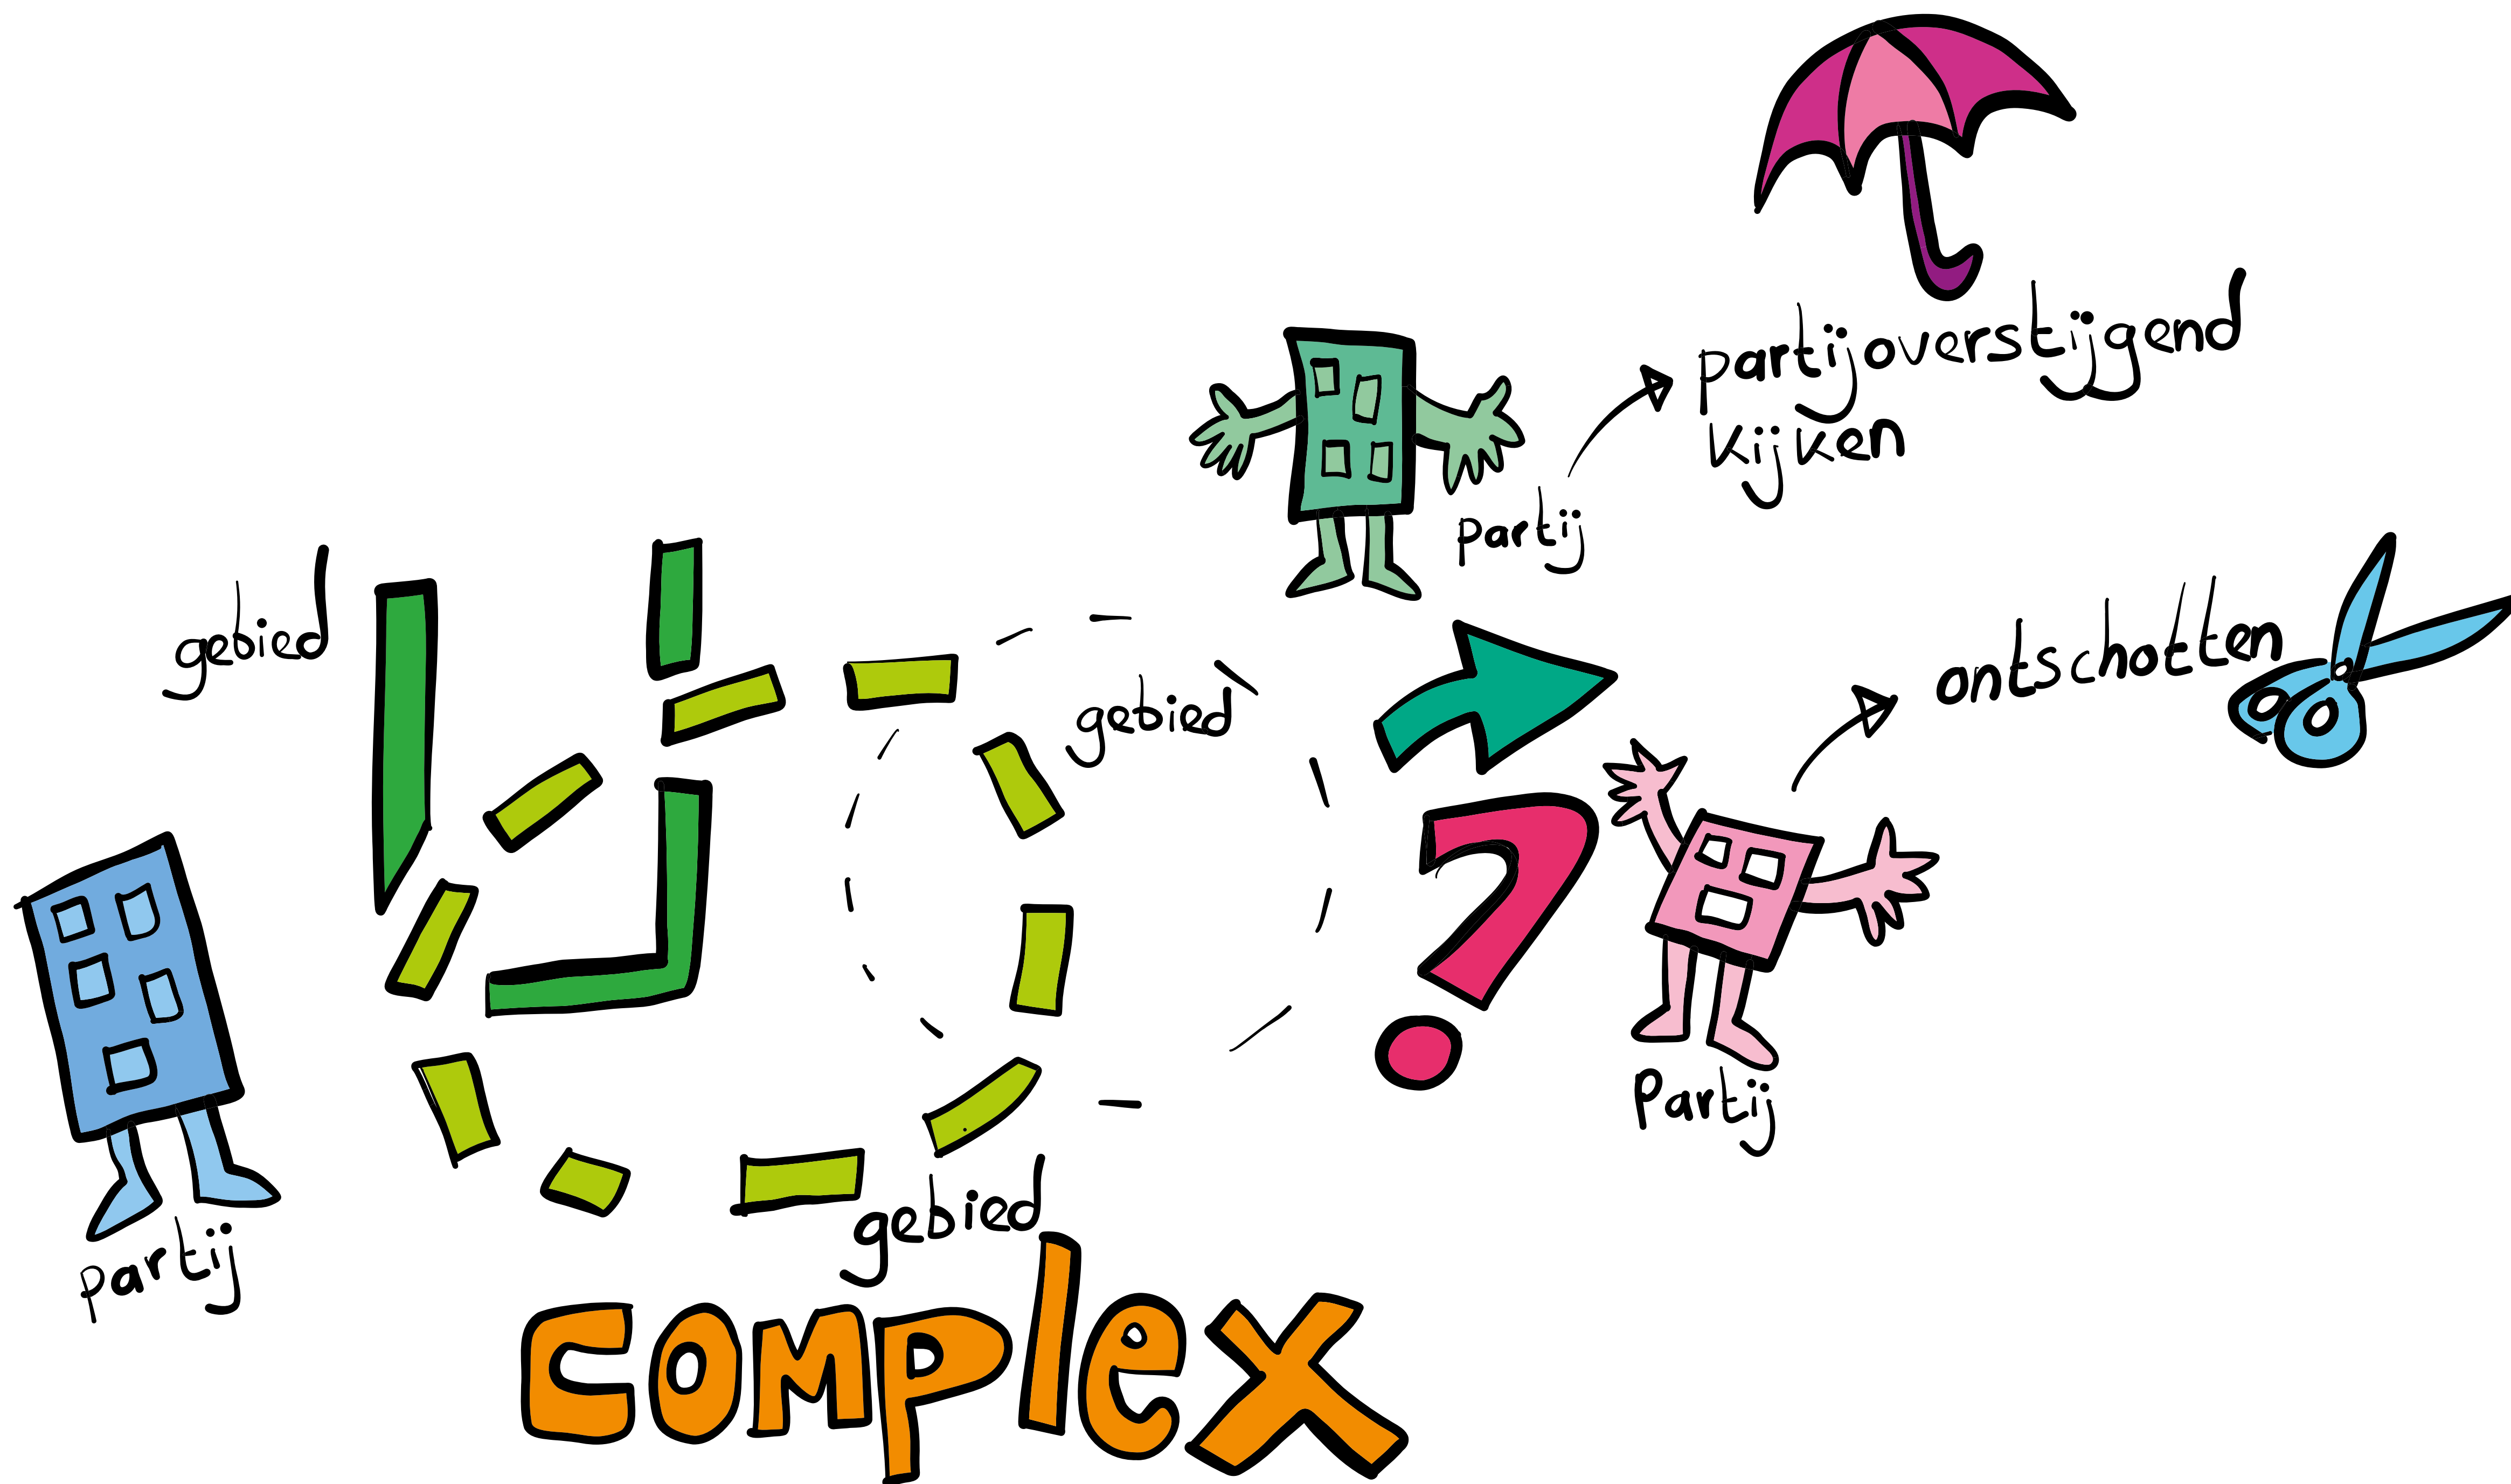 partijoverstijgend
kijken
partij
gebied
ontschotten
gebied
Partij
gebied
partij
complex